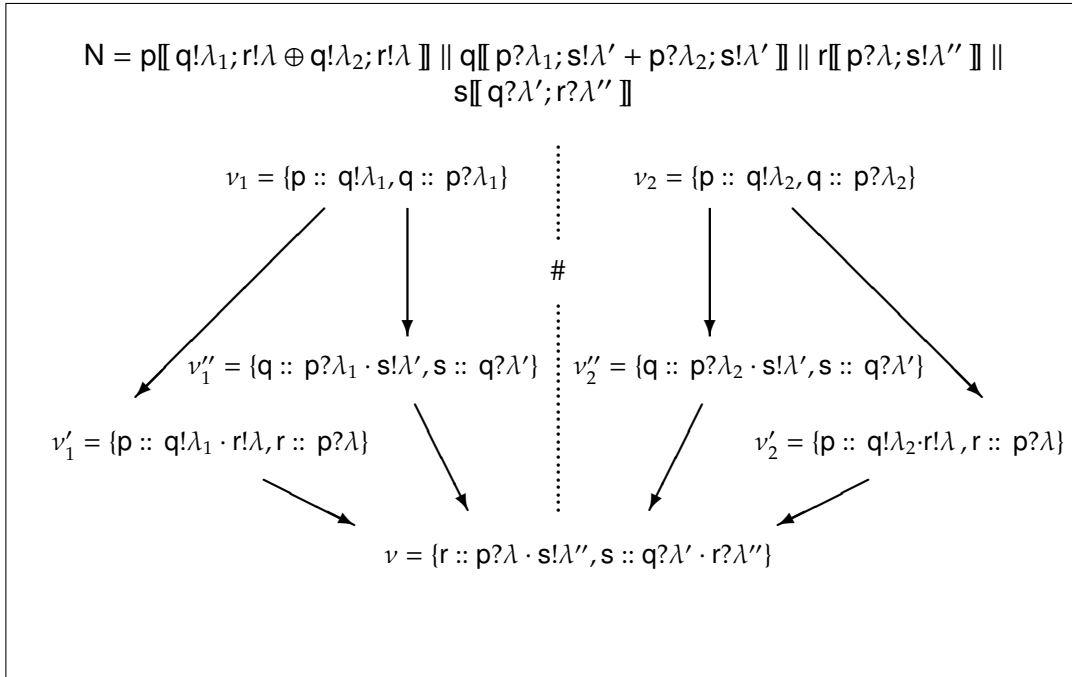 N = p⟦ q!λ₁; r!λ ⊕ q!λ₂; r!λ ⟧ ∥ q⟦ p?λ₁; s!λ′ + p?λ₂; s!λ′ ⟧ ∥ r⟦ p?λ; s!λ′′ ⟧ ∥
s⟦ q?λ′; r?λ′′ ⟧
ν₁ = {p :: q!λ₁, q :: p?λ₁} ν₂ = {p :: q!λ₂, q :: p?λ₂}
#
ν₁′′ = {q :: p?λ₁ · s!λ′, s :: q?λ′} ν₂′′ = {q :: p?λ₂ · s!λ′, s :: q?λ′}
ν₁′ = {p :: q!λ₁ · r!λ, r :: p?λ} ν₂′ = {p :: q!λ₂·r!λ , r :: p?λ}
ν = {r :: p?λ · s!λ′′, s :: q?λ′ · r?λ′′}